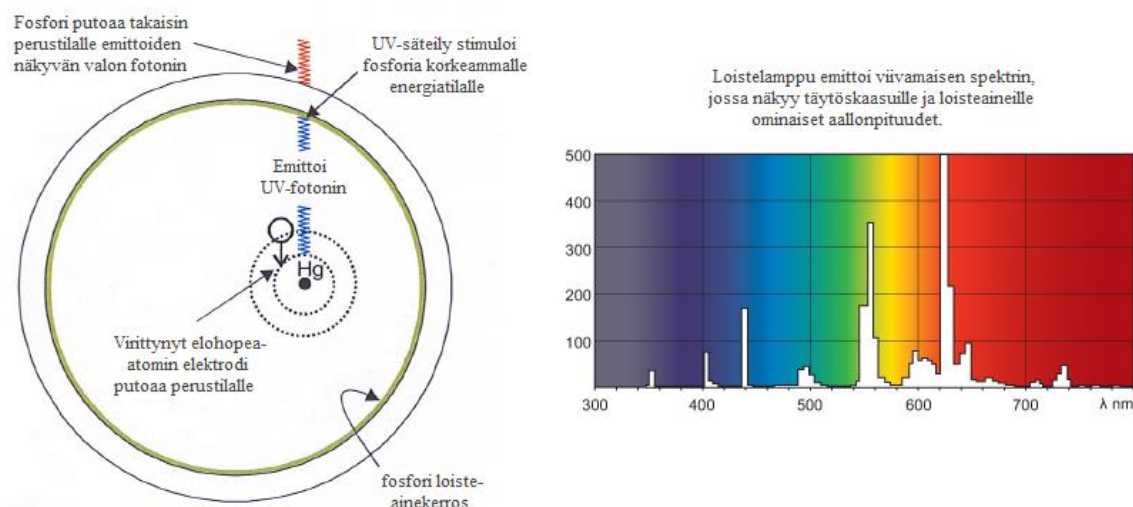 Fosfori putoaa takaisin
perustilalle emittoiden
näkyvän valon fotonin
UV-säteily stimuloi
fosforia korkeammalle
energiatilalle
Emittoi
UV-fotonin
Hg
Virittynyt elohopea-
atomin elektrodi
putoaa perustilalle
fosfori loiste-
ainekerros
Loistelamppu emittoi viivamaisen spektrin,
jossa näkyy täytöskaasuille ja loisteaineille
ominaiset aallonpituudet.
500
400
300
200
100
300 400 500 600 700 λ nm